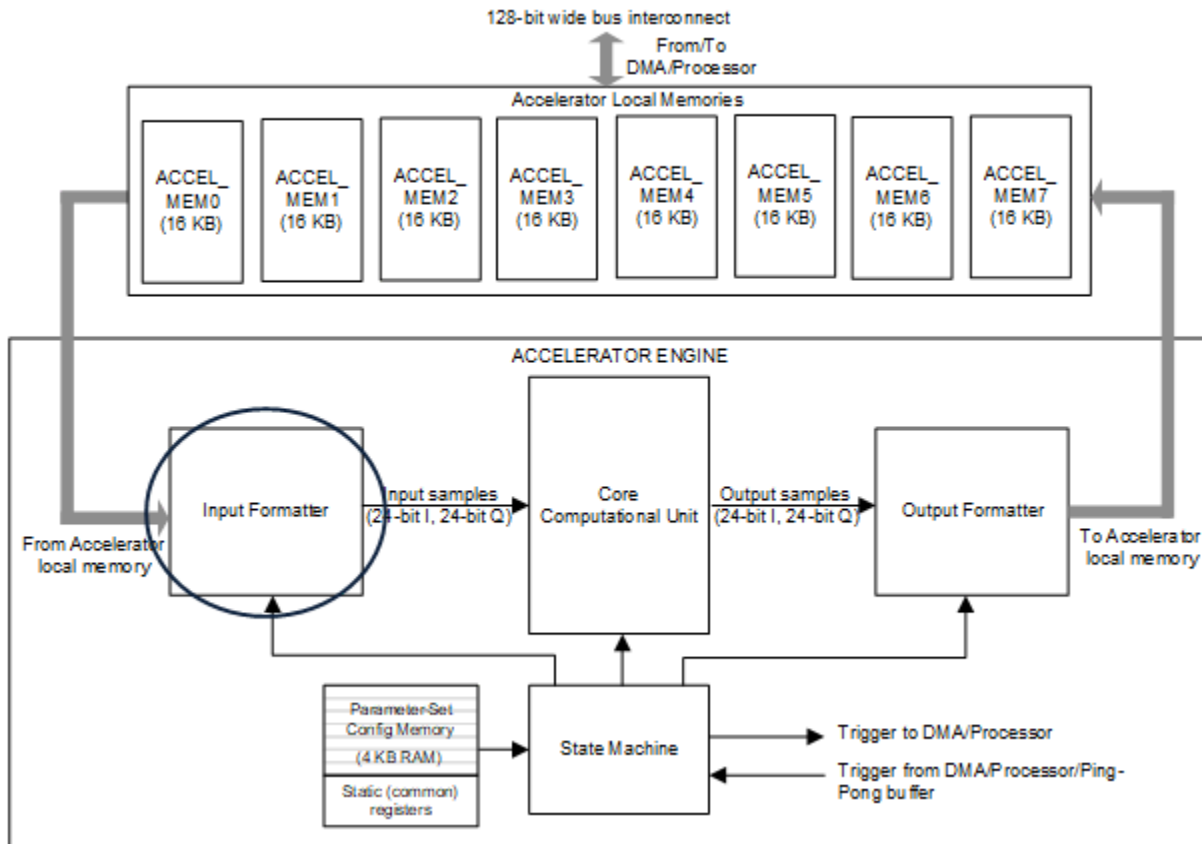 128-bit wide bus interconnect
From/To
DMA/Processor
Accelerator Local Memories
ACCEL_
MEM0
(16 KB)
ACCEL_
MEM1
(16 KB)
ACCEL_
MEM2
(16 KB)
ACCEL_
MEM3
(16 KB)
ACCEL_
MEM4
(16 KB)
ACCEL_
MEM5
(16 KB)
ACCEL_
MEM6
(16 KB)
ACCEL_
MEM7
(16 KB)
ACCELERATOR ENGINE
Input Formatter
Input samples
(24-bit I, 24-bit Q)
Core
Computational Unit
Output samples
(24-bit I, 24-bit Q)
Output Formatter
From Accelerator
local memory
To Accelerator
local memory
Parameter-Set
Config Memory
(4 KB RAM)
Static (common)
registers
State Machine
Trigger to DMA/Processor
Trigger from DMA/Processor/Ping-
Pong buffer